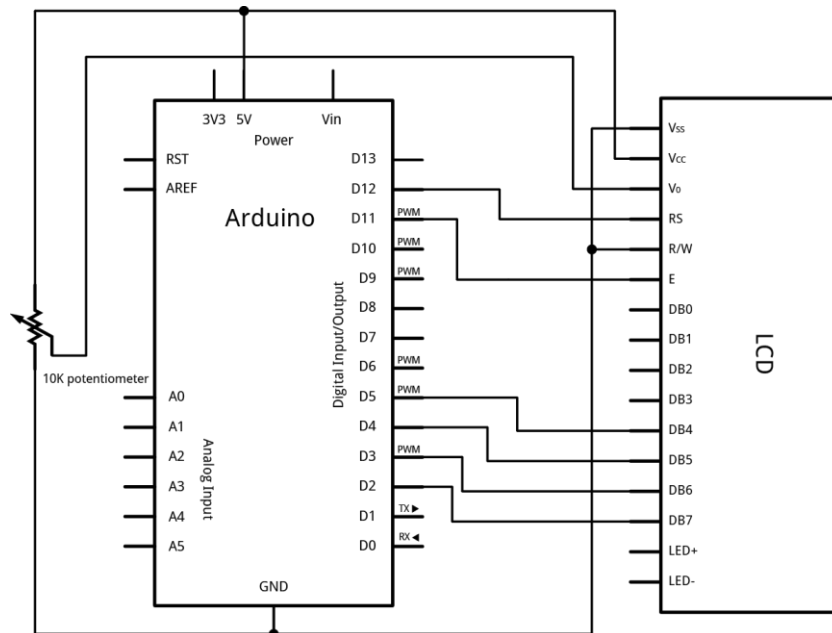 3V3
5V
Vin
Power
RST
AREF
Arduino
D13
D12
D11
PWM
D10
PWM
D9
PWM
D8
D7
D6
PWM
D5
PWM
D4
D3
PWM
D2
D1
TX ▶
D0
RX ◀
Digital Input/Output
10K potentiometer
A0
A1
A2
A3
A4
A5
Analog Input
GND
Vss
Vcc
V0
RS
R/W
E
DB0
DB1
DB2
DB3
DB4
DB5
DB6
DB7
LED+
LED-
LCD